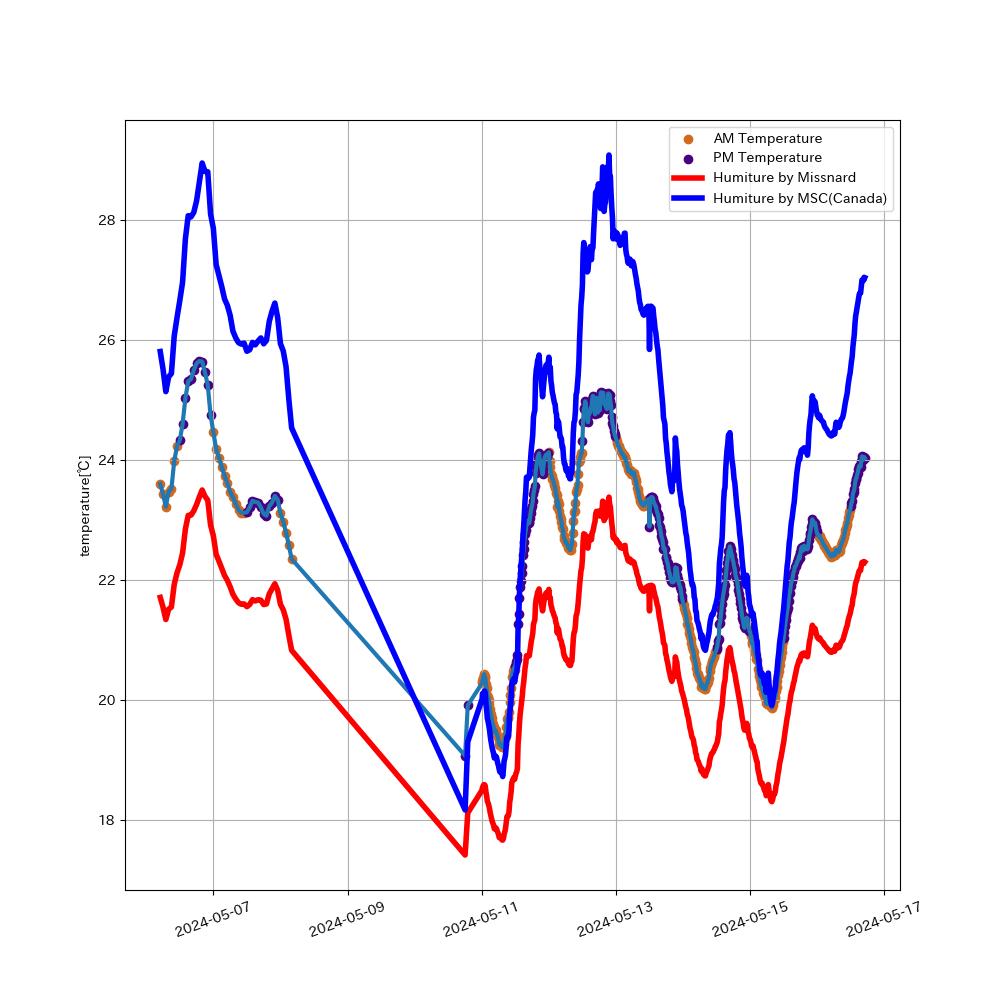 AM Temperature
PM Temperature
Humiture by Missnard
Humiture by MSC(Canada)
temperature[℃]
28
26
24
22
20
18
2024-05-07
2024-05-09
2024-05-11
2024-05-13
2024-05-15
2024-05-17